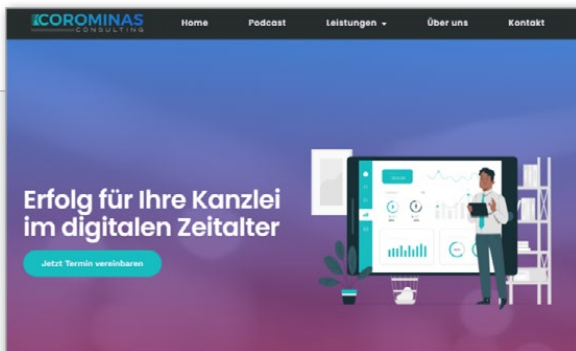 COROMINAS
CONSULTING
Home Podcast Leistungen Über uns Kontakt
Erfolg für Ihre Kanzlei
im digitalen Zeitalter
Jetzt Termin vereinbaren